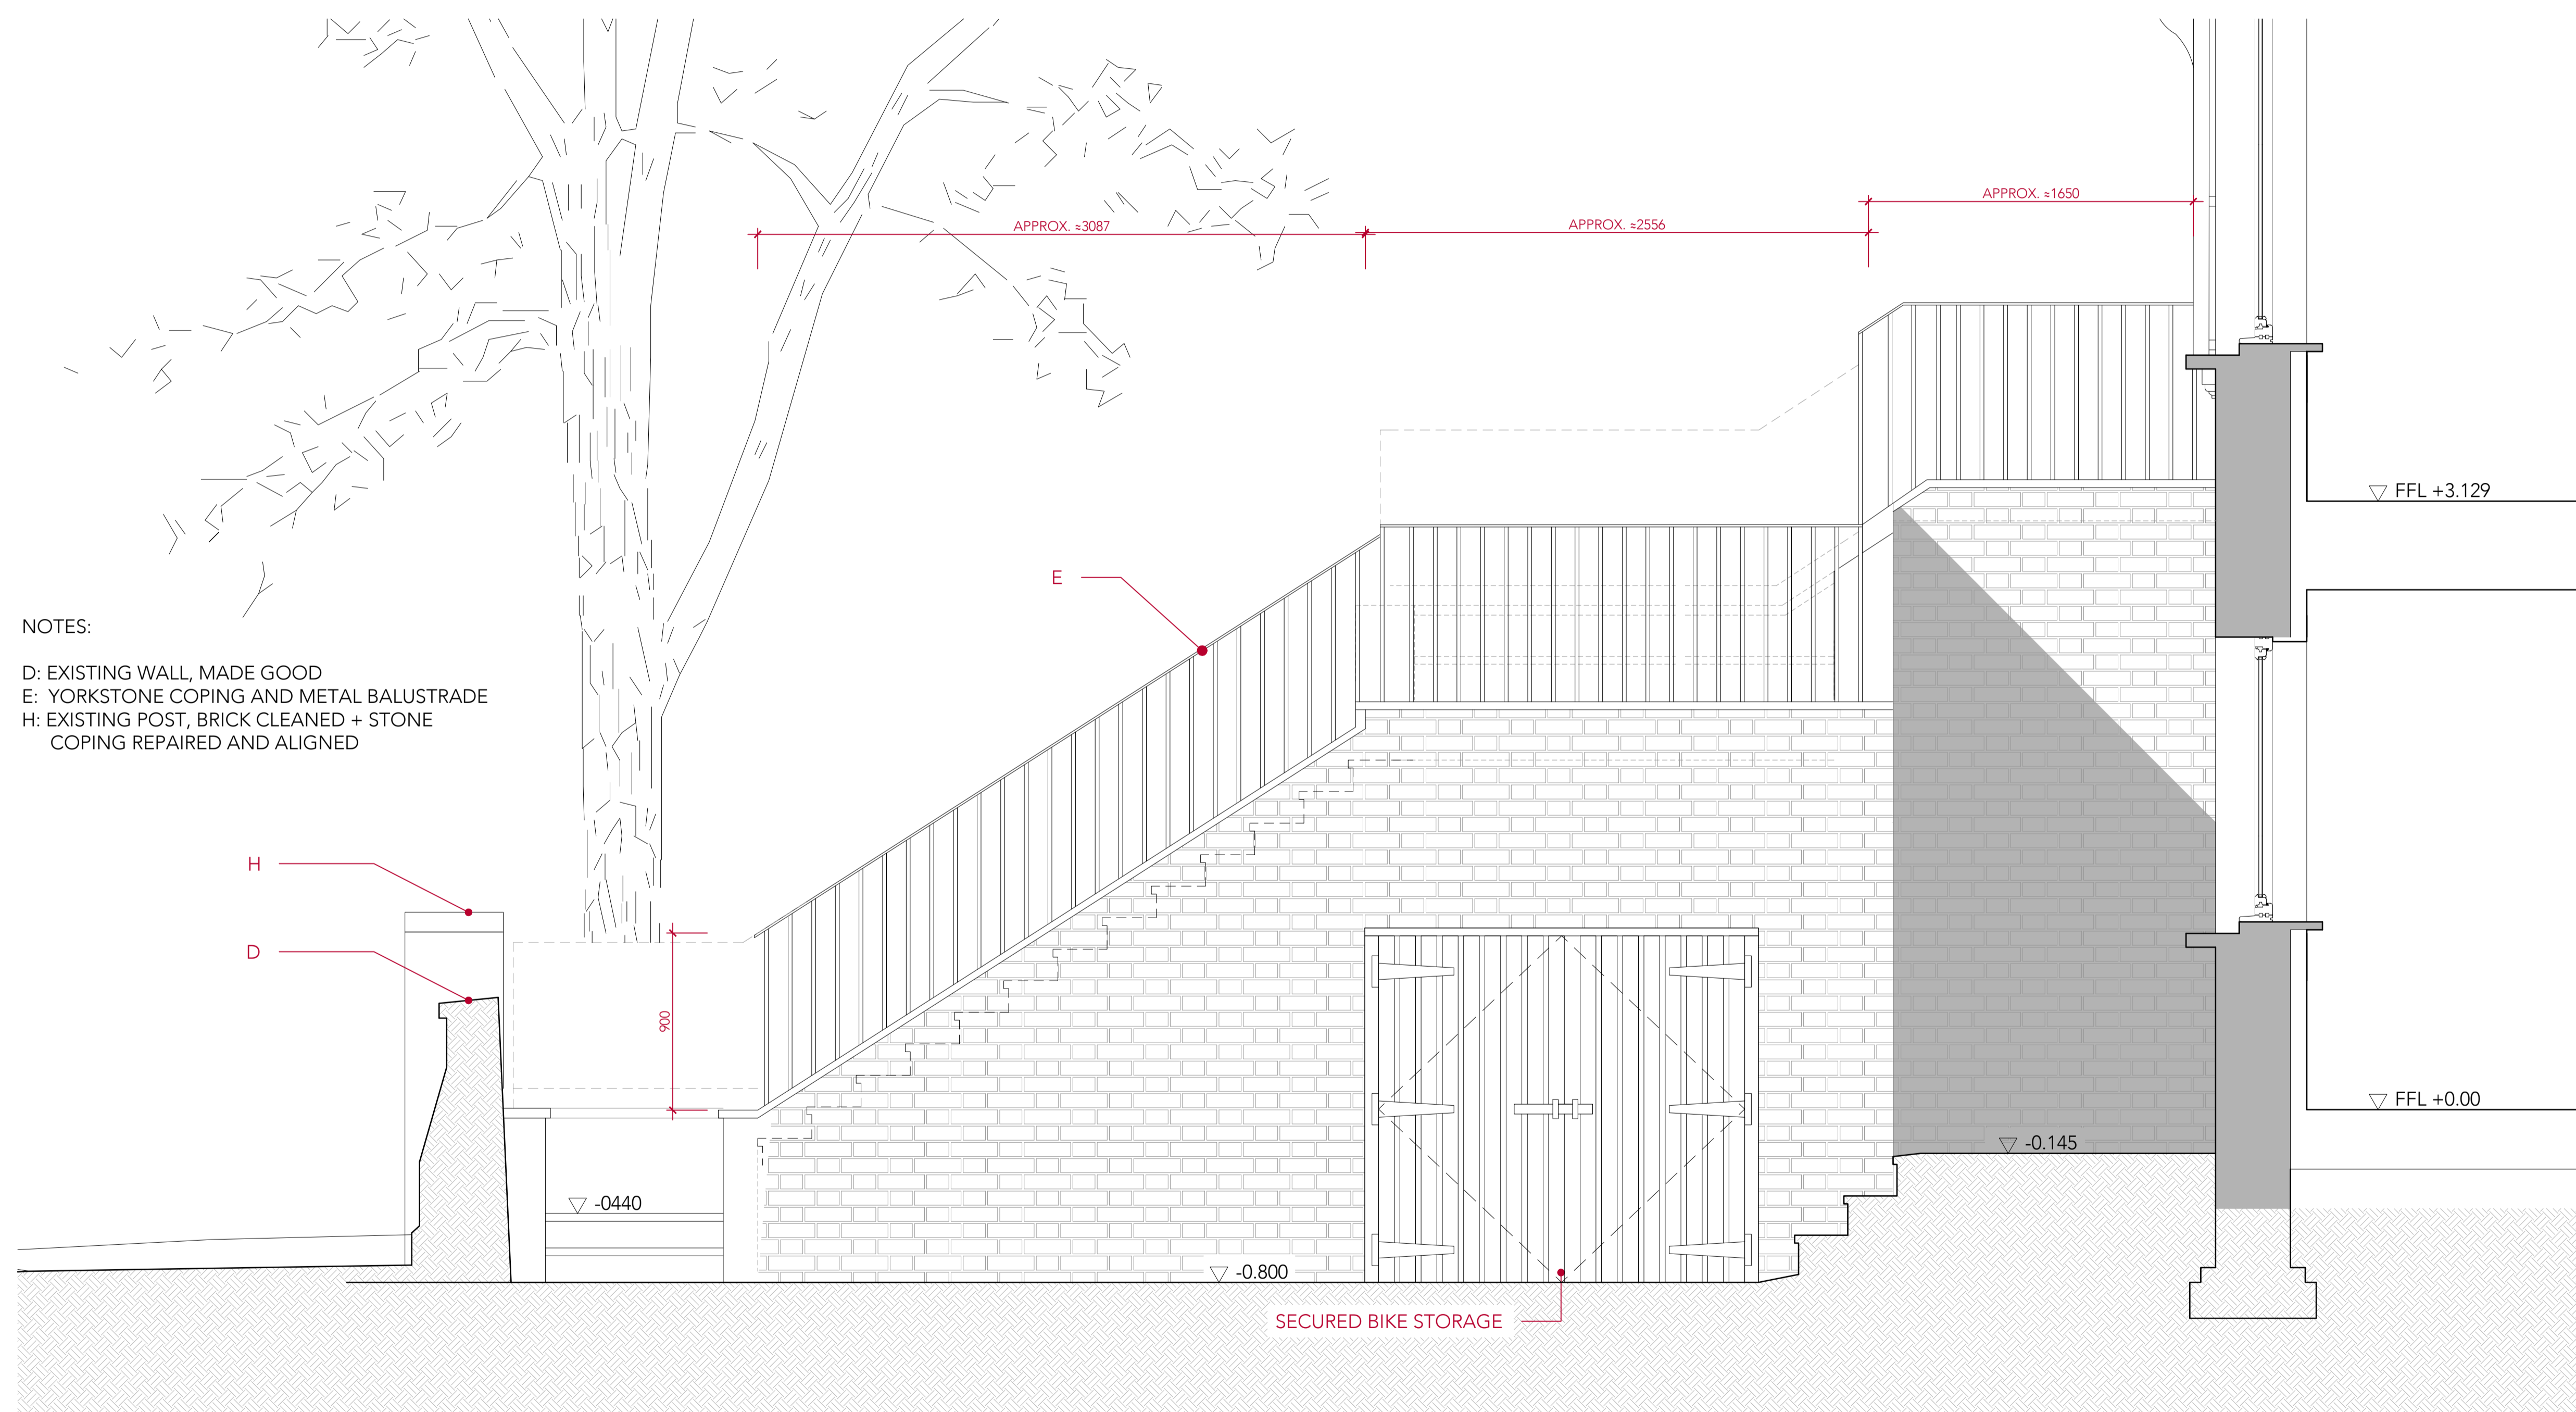 APPROX. ≈1650
APPROX. ≈3087
APPROX. ≈2556
FFL +3.129
E
NOTES:
D: EXISTING WALL, MADE GOOD
E: YORKSTONE COPING AND METAL BALUSTRADE
H: EXISTING POST, BRICK CLEANED + STONE
COPING REPAIRED AND ALIGNED
H
D
900
FFL +0.00
-0.145
-0440
-0.800
SECURED BIKE STORAGE